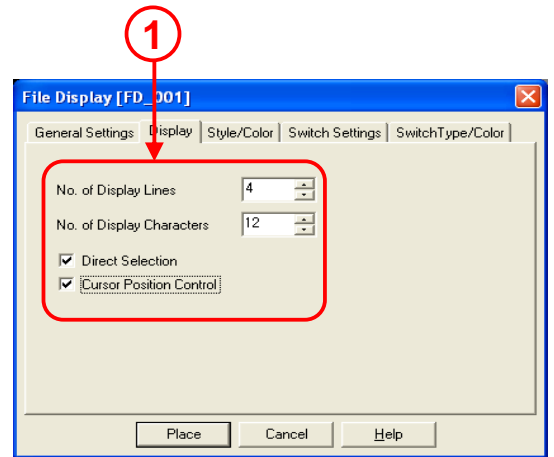 1
File Display [FD_001]
General Settings Display Style/Color Switch Settings SwitchType/Color
No. of Display Lines 4
No. of Display Characters 12
Direct Selection
Cursor Position Control
Place Cancel Help